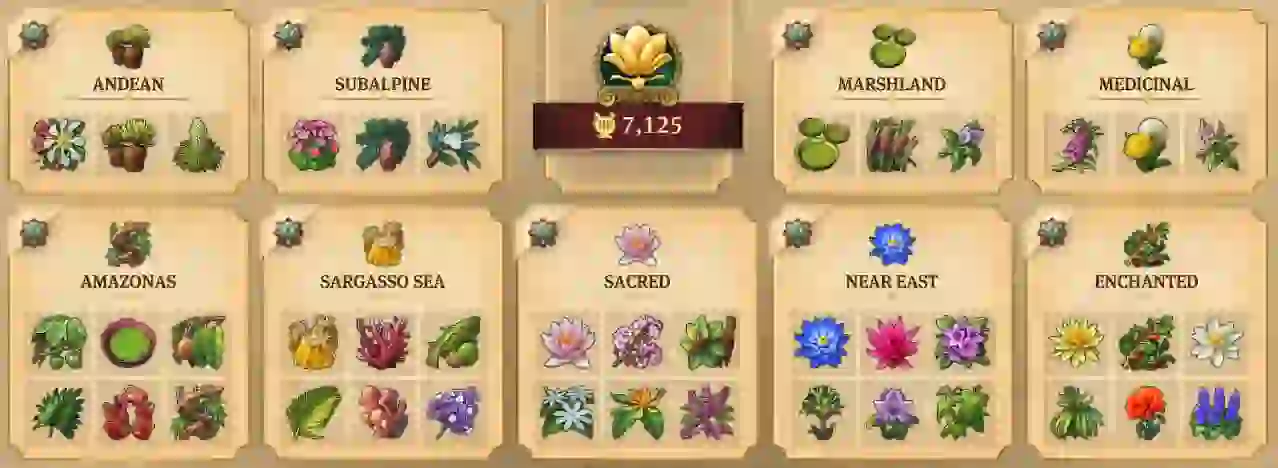 ANDEAN
SUBALPINE
7,125
MARSHLAND
MEDICINAL
AMAZONAS
SARGASSO SEA
SACRED
NEAR EAST
ENCHANTED